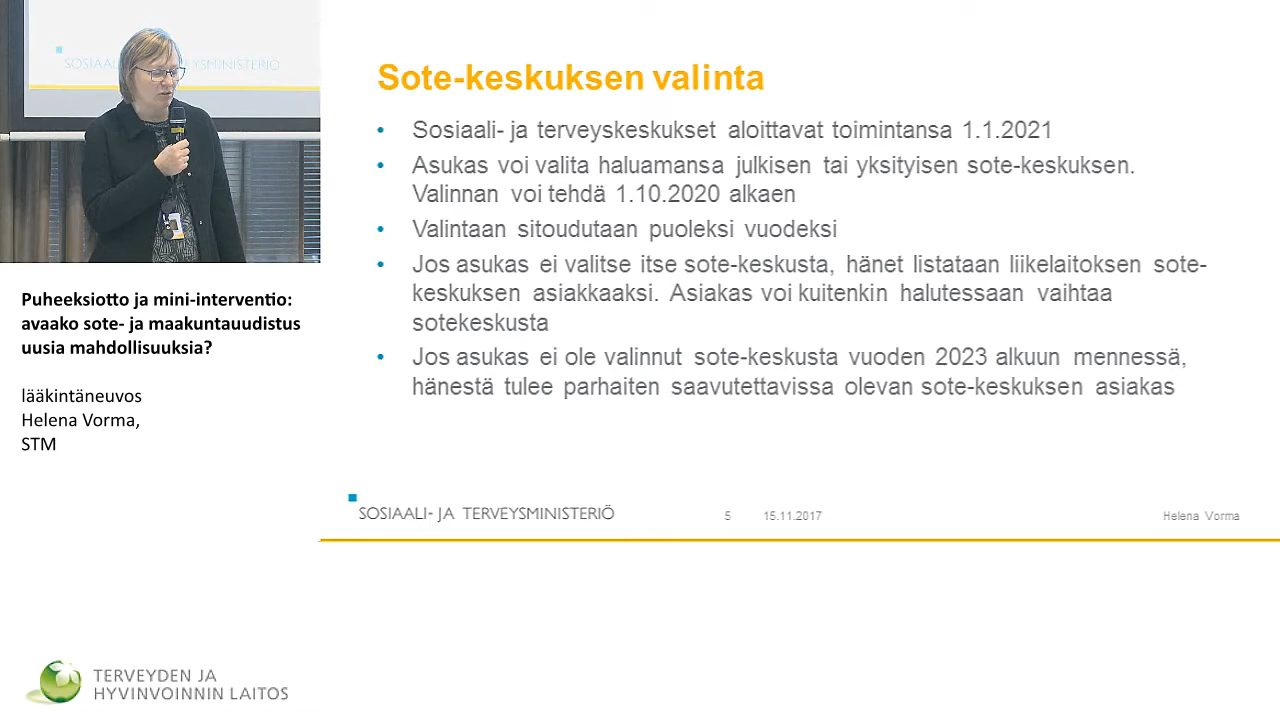 SOSIAALI- JA TERVEYSMINISTERIÖ
Puheeksiotto ja mini-interventio:
avaako sote- ja maakuntauudistus
uusia mahdollisuuksia?
lääkintäneuvos
Helena Vorma,
STM
Sote-keskuksen valinta
• Sosiaali- ja terveyskeskukset aloittavat toimintansa 1.1.2021
• Asukas voi valita haluamansa julkisen tai yksityisen sote-keskuksen.
Valinnan voi tehdä 1.10.2020 alkaen
• Valintaan sitoudutaan puoleksi vuodeksi
• Jos asukas ei valitse itse sote-keskusta, hänet listataan liikelaitoksen sote-
keskuksen asiakkaaksi. Asiakas voi kuitenkin halutessaan vaihtaa
sotekeskusta
• Jos asukas ei ole valinnut sote-keskusta vuoden 2023 alkuun mennessä,
hänestä tulee parhaiten saavutettavissa olevan sote-keskuksen asiakas
5 15.11.2017 Helena Vorma
TERVEYDEN JA
HYVINVOINNIN LAITOS